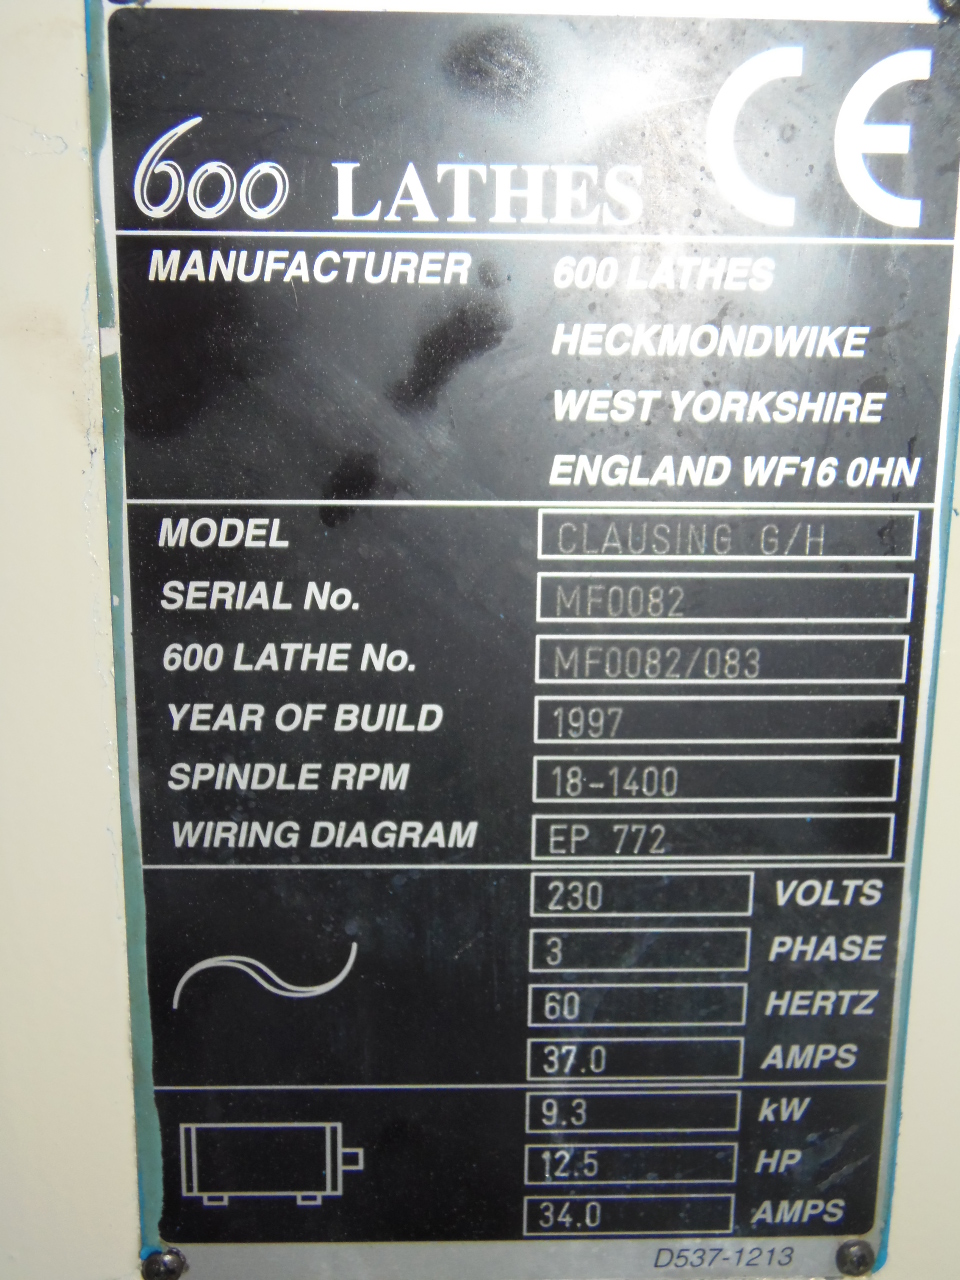 600 LATHES CE
MANUFACTURER 600 LATHES
HECKMONDWIKE
WEST YORKSHIRE
ENGLAND WF16 0HN
MODEL CLAUSING G/H
SERIAL No. MF0082
600 LATHE No. MF0082/083
YEAR OF BUILD 1997
SPINDLE RPM 18-1400
WIRING DIAGRAM EP 772
230 VOLTS
3 PHASE
60 HERTZ
37.0 AMPS
9.3 kW
12.5 HP
34.0 AMPS
D537-1213